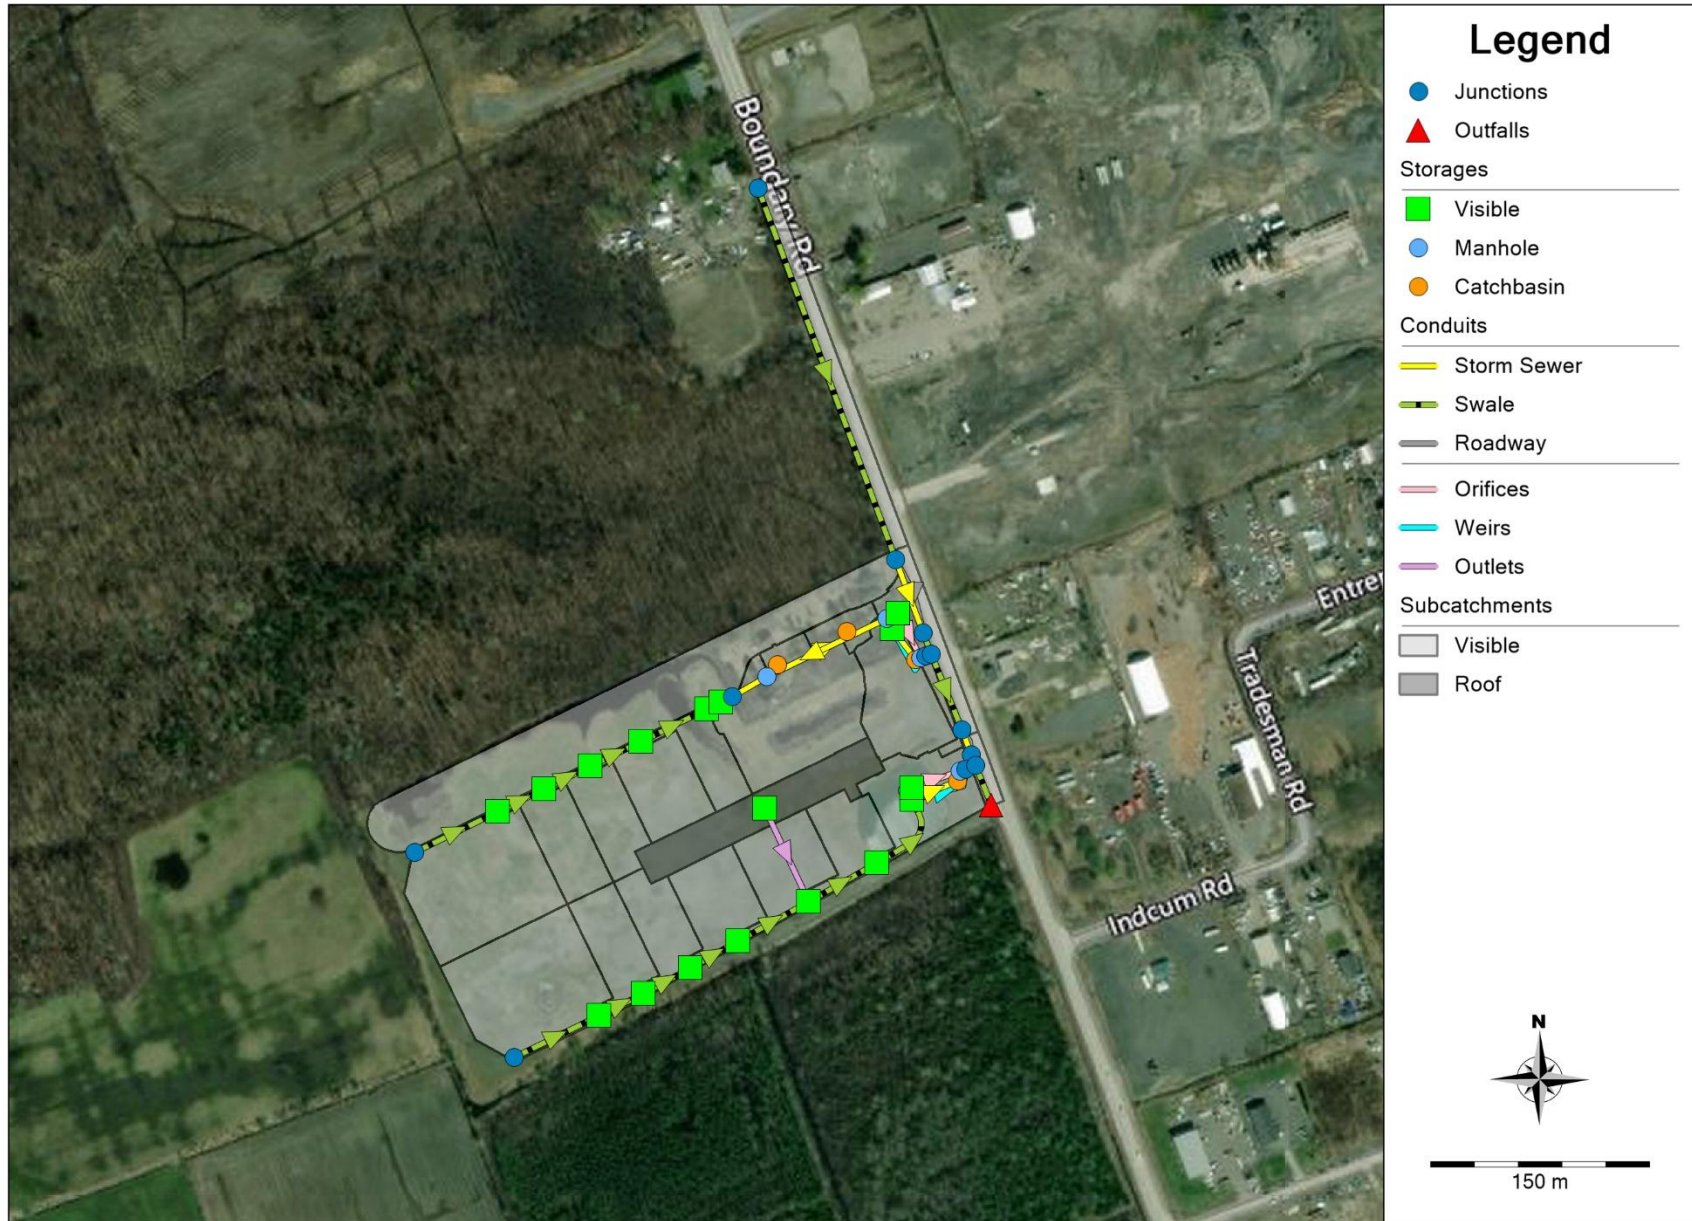 Boundary Rd
Entrer
Tradesman Rd
Indcum Rd
Legend
Junctions
Outfalls
Storages
Visible
Manhole
Catchbasin
Conduits
Storm Sewer
Swale
Roadway
Orifices
Weirs
Outlets
Subcatchments
Visible
Roof
N
150 m